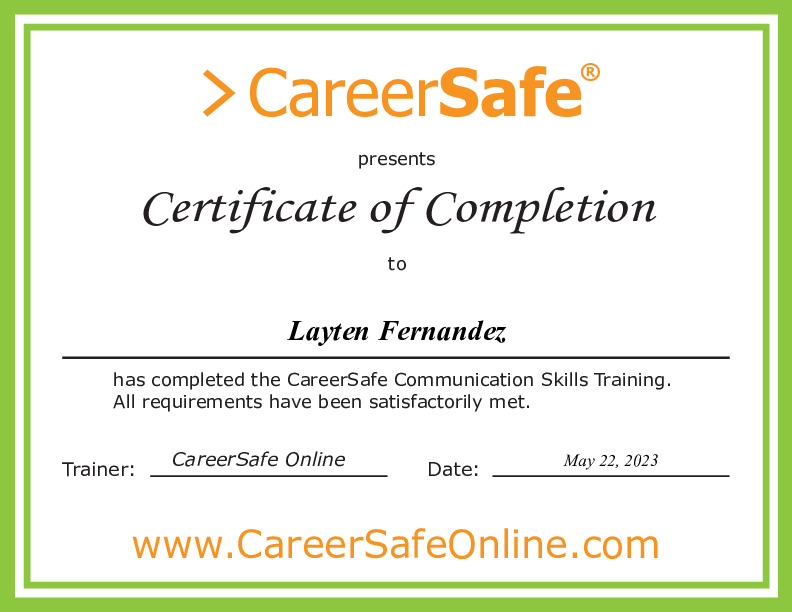 > CareerSafe®
presents
Certificate of Completion
to
Layten Fernandez
has completed the CareerSafe Communication Skills Training.
All requirements have been satisfactorily met.
Trainer: CareerSafe Online Date: May 22, 2023
www.CareerSafeOnline.com